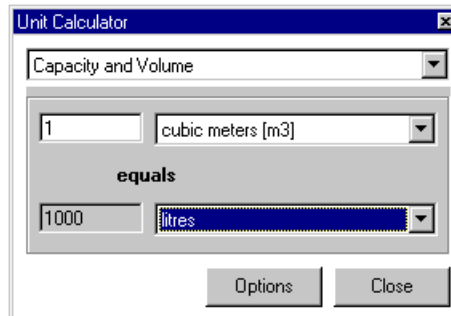 Unit Calculator
Capacity and Volume
1 cubic meters [m3]
equals
1000 litres
Options Close